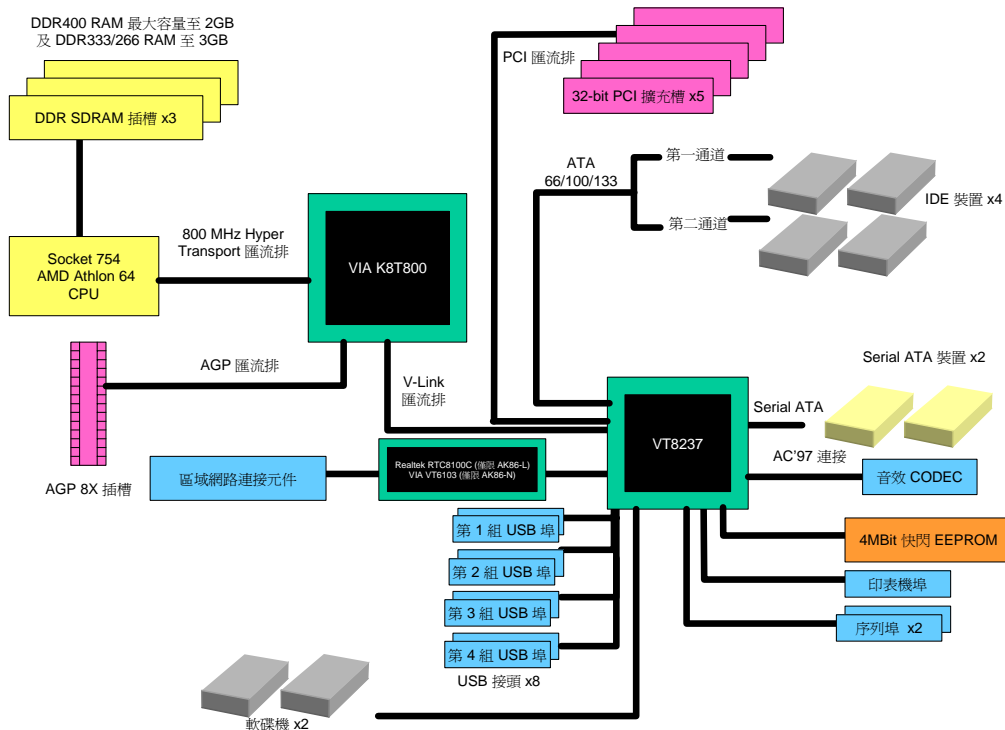 DDR400 RAM 最大容量至 2GB
及 DDR333/266 RAM 至 3GB
DDR SDRAM 插槽 x3
PCI 匯流排
32-bit PCI 擴充槽 x5
ATA
66/100/133
第一通道
第二通道
IDE 裝置 x4
Socket 754
AMD Athlon 64
CPU
800 MHz Hyper
Transport 匯流排
VIA K8T800
AGP 匯流排
V-Link
匯流排
AGP 8X 插槽
Serial ATA 裝置 x2
Serial ATA
VT8237
AC'97 連接
音效 CODEC
區域網路連接元件
Realtek RTC8100C (僅限 AK86-L)
VIA VT6103 (僅限 AK86-N)
第 1 組 USB 埠
第 2 組 USB 埠
第 3 組 USB 埠
第 4 組 USB 埠
USB 接頭 x8
4MBit 快閃 EEPROM
印表機埠
序列埠 x2
軟碟機 x2